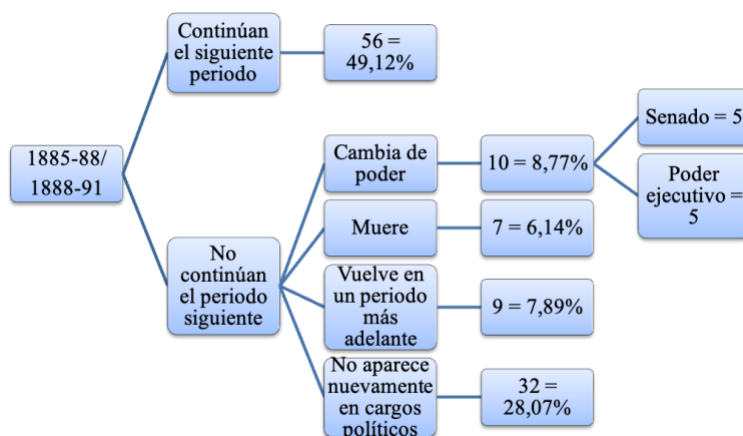 Continúan
el siguiente
periodo
56 =
49,12%
1885-88/
1888-91
No
continúan
el periodo
siguiente
Cambia de
poder
10 = 8,77%
Senado = 5
Poder
ejecutivo =
5
Muere
7 = 6,14%
Vuelve en
un periodo
más
adelante
9 = 7,89%
No aparece
nuevamente
en cargos
políticos
32 =
28,07%